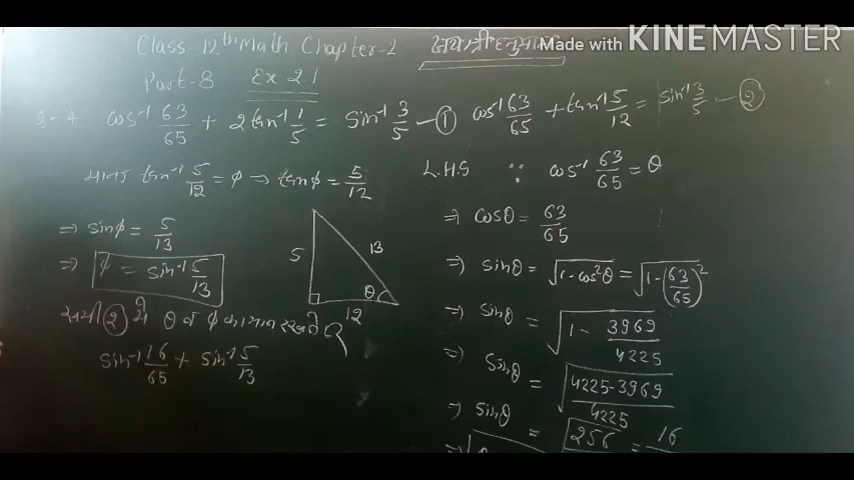 Class-12th Math Chapter-2 जय श्री हनुमान
Made with KINEMASTER
Part-8 Ex 2.1
Q-4 cos⁻¹ 63/65 + 2tan⁻¹ 1/5 = Sin⁻¹ 3/5 — ①
cos⁻¹ 63/65 + tan⁻¹ 5/12 = sin⁻¹ 3/5 — ②
माना tan⁻¹ 5/12 = φ ⇒ tanφ = 5/12
⇒ sinφ = 5/13
⇒ φ = sin⁻¹ 5/13
5 13 θ 12
समी ② में θ व φ का मान रखने पर
sin⁻¹ 16/65 + sin⁻¹ 5/13
L.H.S ∵ cos⁻¹ 63/65 = θ
⇒ cosθ = 63/65
⇒ sinθ = √(1-cos²θ) = √(1-(63/65)²)
⇒ sinθ = √(1 - 3969/4225)
⇒ sinθ = √((4225-3969)/4225)
⇒ sinθ = √256 = 16